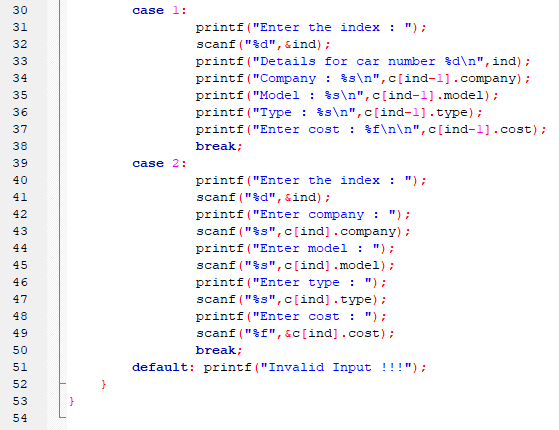 30 case 1:
31 printf("Enter the index : ");
32 scanf("%d",&ind);
33 printf("Details for car number %d\n",ind);
34 printf("Company : %s\n",c[ind-1].company);
35 printf("Model : %s\n",c[ind-1].model);
36 printf("Type : %s\n",c[ind-1].type);
37 printf("Enter cost : %f\n\n",c[ind-1].cost);
38 break;
39 case 2:
40 printf("Enter the index : ");
41 scanf("%d",&ind);
42 printf("Enter company : ");
43 scanf("%s",c[ind].company);
44 printf("Enter model : ");
45 scanf("%s",c[ind].model);
46 printf("Enter type : ");
47 scanf("%s",c[ind].type);
48 printf("Enter cost : ");
49 scanf("%f",&c[ind].cost);
50 break;
51 default: printf("Invalid Input !!!");
52 }
53 }
54